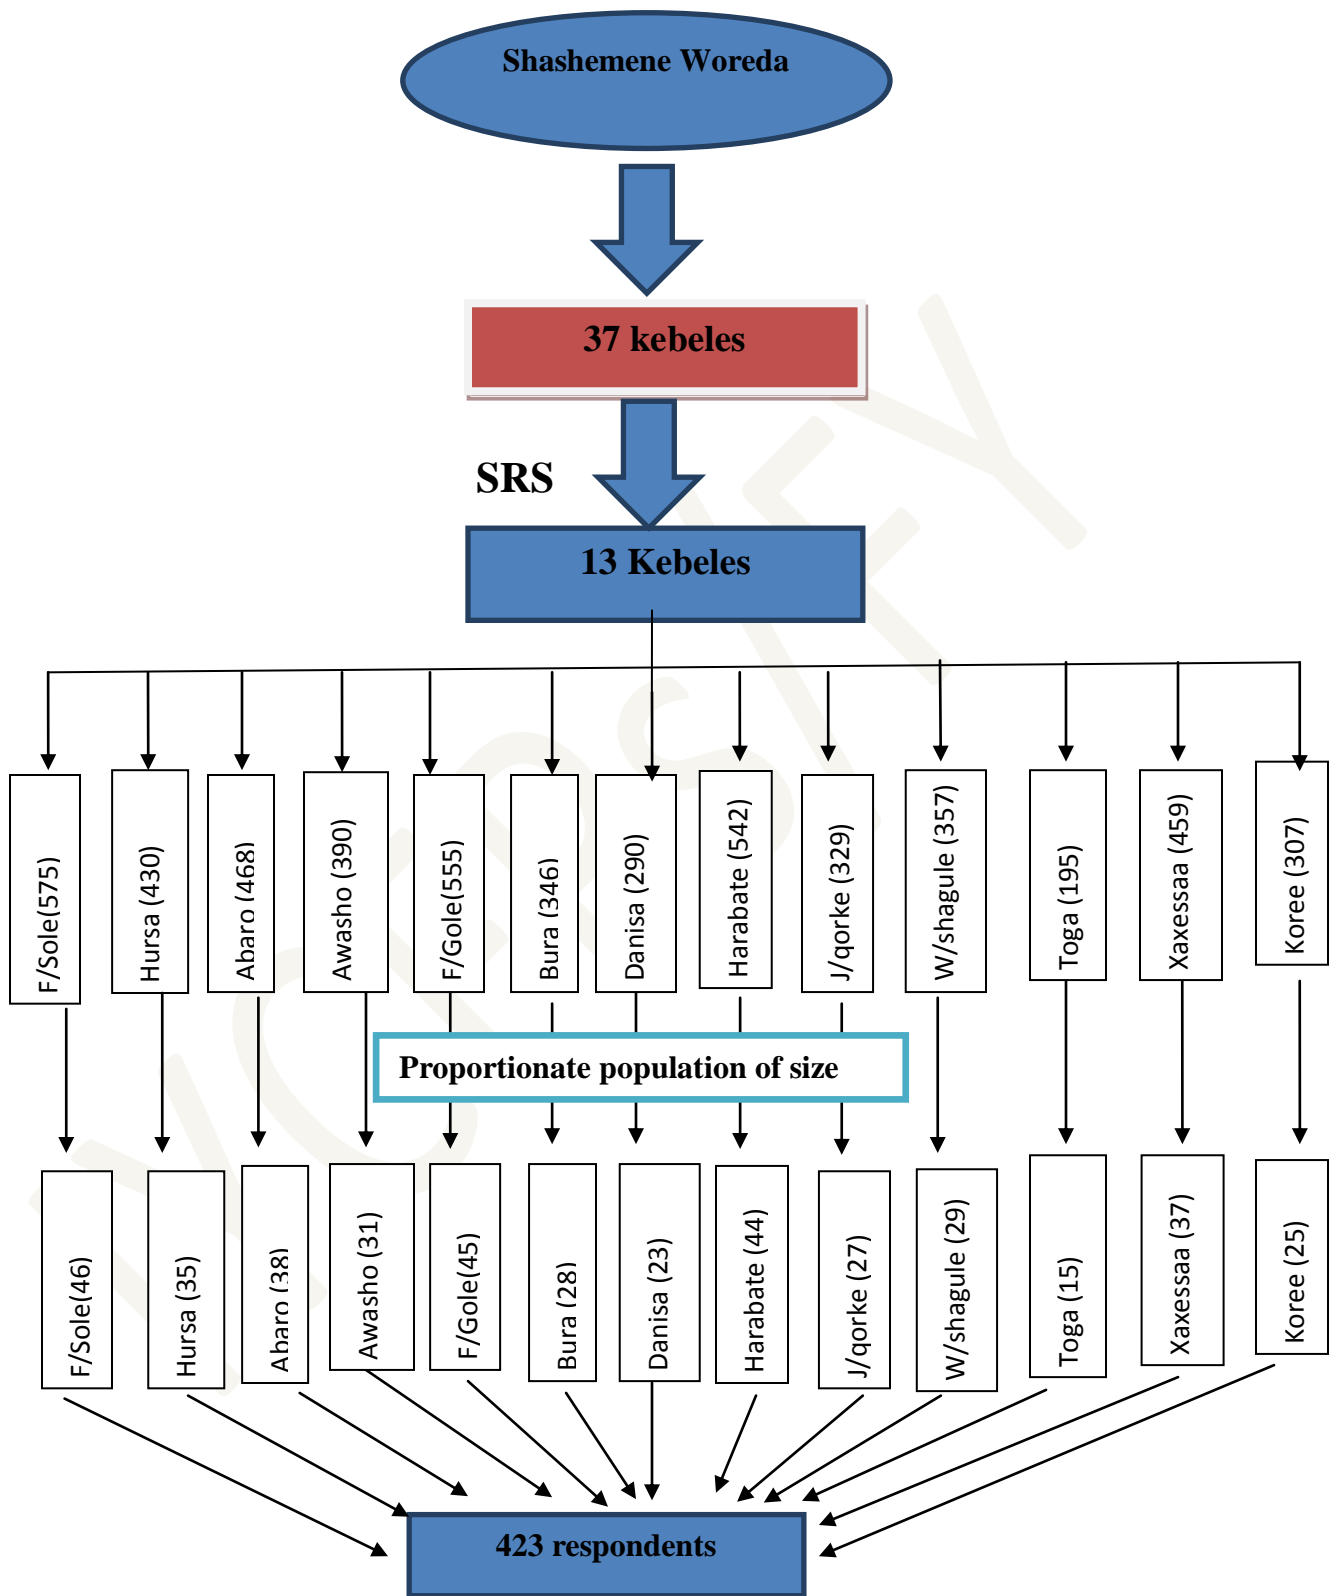 Shashemene Woreda
37 kebeles
SRS
13 Kebeles
F/Sole(575)
Hursa (430)
Abaro (468)
Awasho (390)
F/Gole(555)
Bura (346)
Danisa (290)
Harabate (542)
J/qorke (329)
W/shagule (357)
Toga (195)
Xaxessaa (459)
Koree (307)
Proportionate population of size
F/Sole(46)
Hursa (35)
Abaro (38)
Awasho (31)
F/Gole(45)
Bura (28)
Danisa (23)
Harabate (44)
J/qorke (27)
W/shagule (29)
Toga (15)
Xaxessaa (37)
Koree (25)
423 respondents